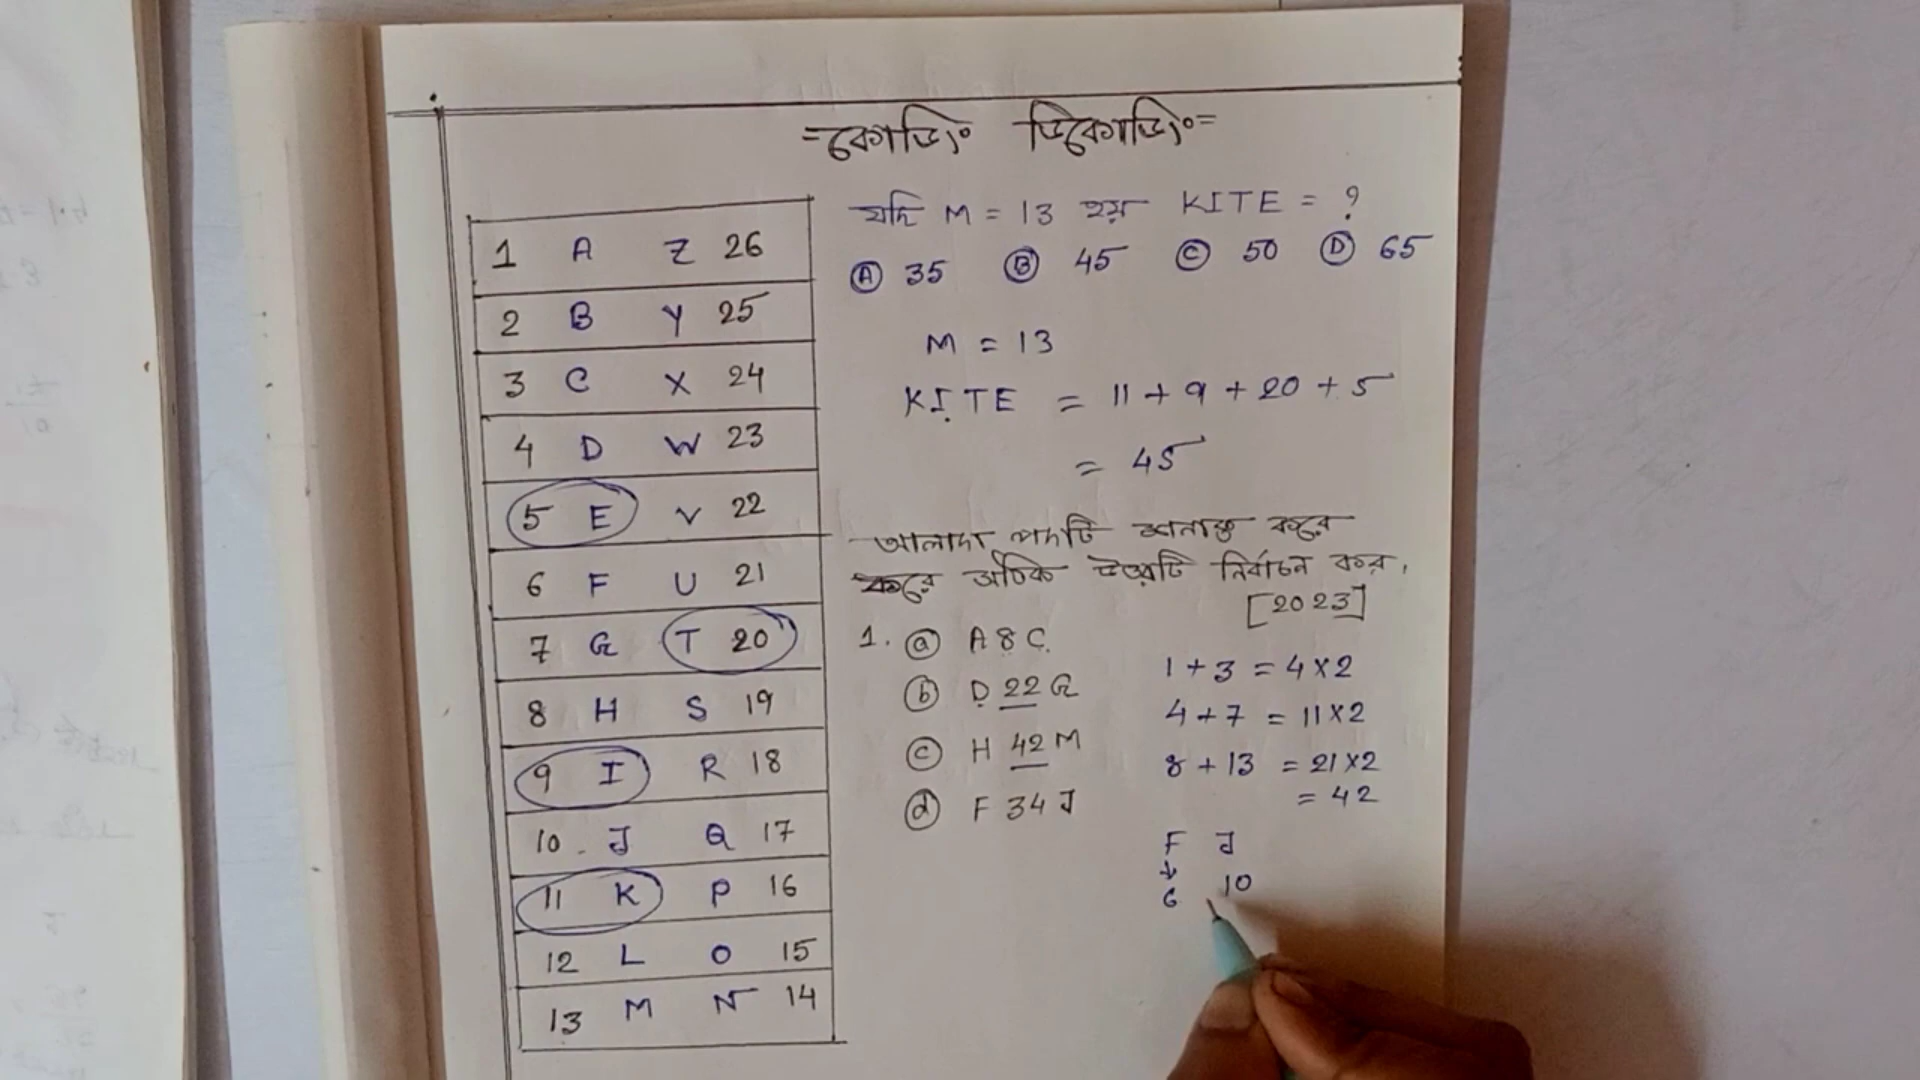 =কোডিং ডিকোডিং=
1 A Z 26
2 B Y 25
3 C X 24
4 D W 23
5 E V 22
6 F U 21
7 G T 20
8 H S 19
9 I R 18
10 J Q 17
11 K P 16
12 L O 15
13 M N 14
যদি M = 13 হয় KITE = ?
Ⓐ 35 Ⓑ 45 Ⓒ 50 Ⓓ 65
M = 13
KITE = 11 + 9 + 20 + 5
= 45
আলাদা পদটি শনাক্ত করে
করে সঠিক উত্তরটি নির্বাচন কর।
[2023]
1. ⓐ A 8 C.
ⓑ D 22 G
ⓒ H 42 M
ⓓ F 34 J
1 + 3 = 4 × 2
4 + 7 = 11 × 2
8 + 13 = 21 × 2
= 42
F J
↓
6 10